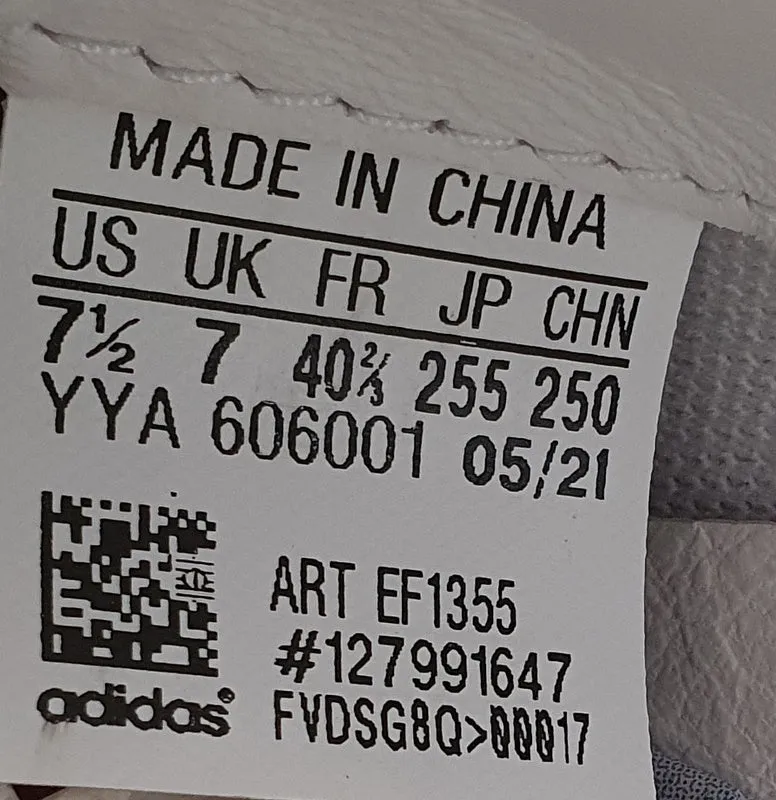 MADE IN CHINA
US UK FR JP CHN
7½ 7 40⅔ 255 250
YYA 606001 05/21
ART EF1355
#127991647
adidas® FVDSG8Q>00017